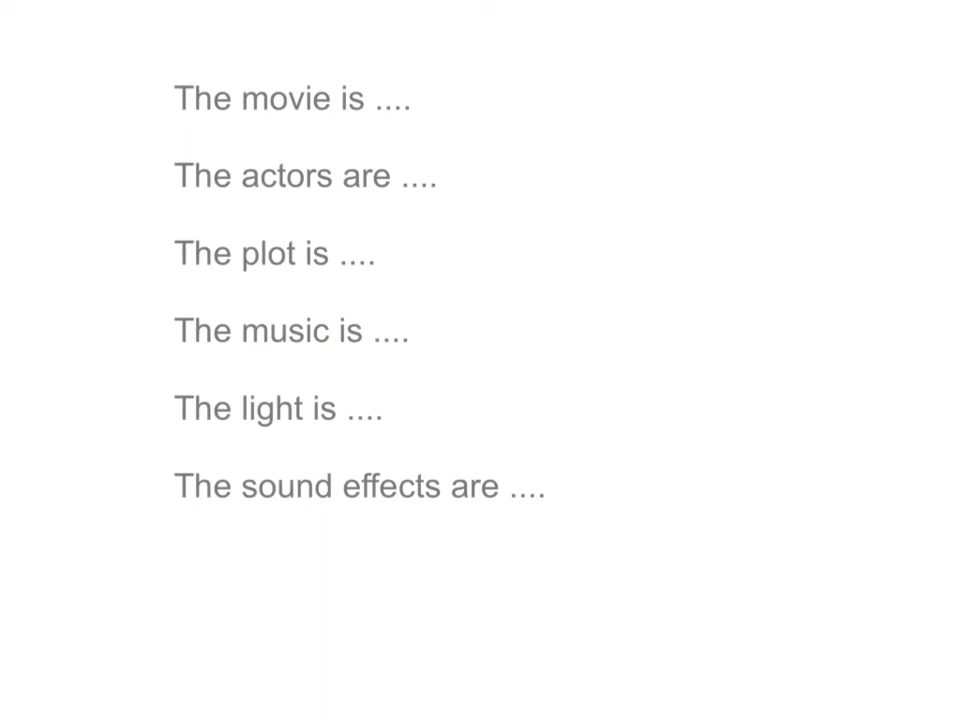 The movie is ....
The actors are ....
The plot is ....
The music is ....
The light is ....
The sound effects are ....